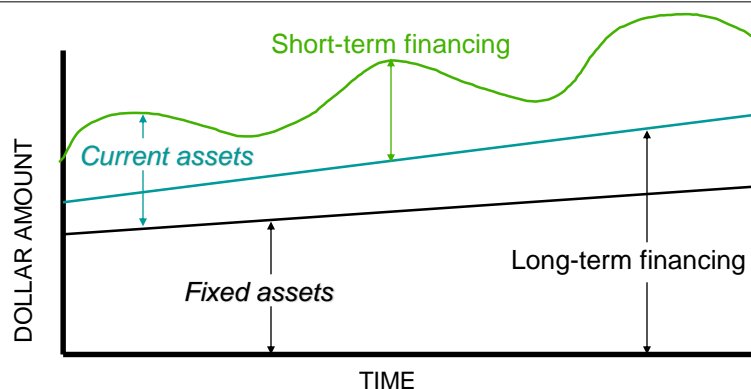 Short-term financing
Current assets
DOLLAR AMOUNT
Long-term financing
Fixed assets
TIME